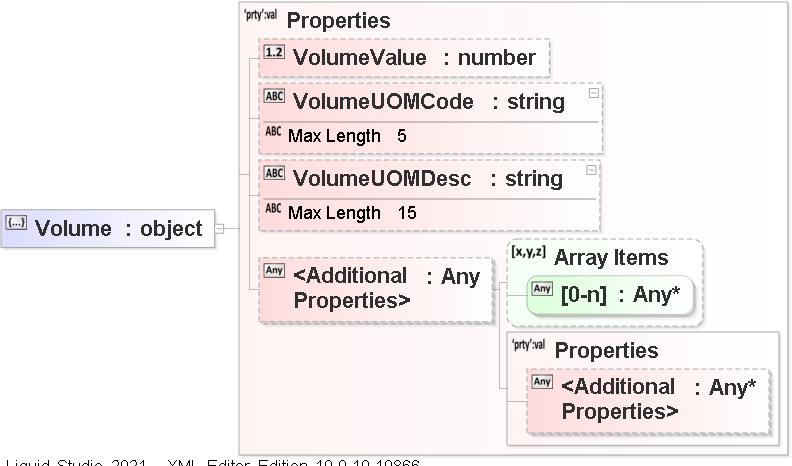 'prty':val Properties
1.2 VolumeValue : number
ABC VolumeUOMCode : string
ABC Max Length 5
ABC VolumeUOMDesc : string
ABC Max Length 15
{...} Volume : object
Any <Additional Properties> : Any
[x,y,z] Array Items
Any [0-n] : Any*
'prty':val Properties
Any <Additional Properties> : Any*
Liquid Studio 2021 - XML Editor Edition 19.0.10.10866